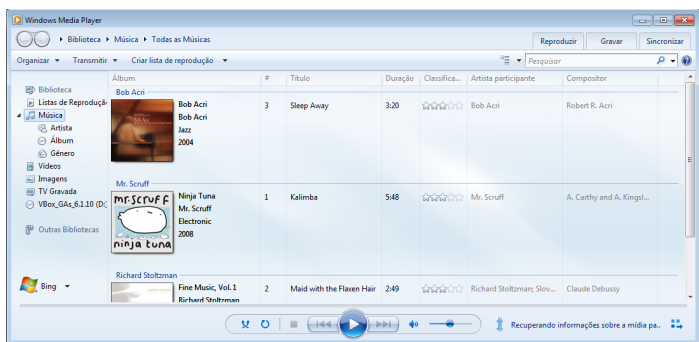 Windows Media Player
Biblioteca Música Todas as Músicas
Reproduzir Gravar Sincronizar
Organizar Transmitir Criar lista de reprodução Pesquisar
Álbum # Título Duração Classifica... Artista participante Compositor
Biblioteca
Listas de Reproduçã
Música
Artista
Álbum
Gênero
Vídeos
Imagens
TV Gravada
VBox_GAs_6.1.10 (D:)
Outras Bibliotecas
Bing
Bob Acri
Bob Acri 3 Sleep Away 3:20 Bob Acri Robert R. Acri
Bob Acri
Jazz
2004
Mr. Scruff
mr.scruff
ninja tuna
Ninja Tuna 1 Kalimba 5:48 Mr. Scruff A. Carthy and A. Kingsl...
Mr. Scruff
Electronic
2008
Richard Stoltzman
Fine Music, Vol. 1 2 Maid with the Flaxen Hair 2:49 Richard Stoltzman; Slov... Claude Debussy
Richard Stoltzman
Recuperando informações sobre a mídia pa..